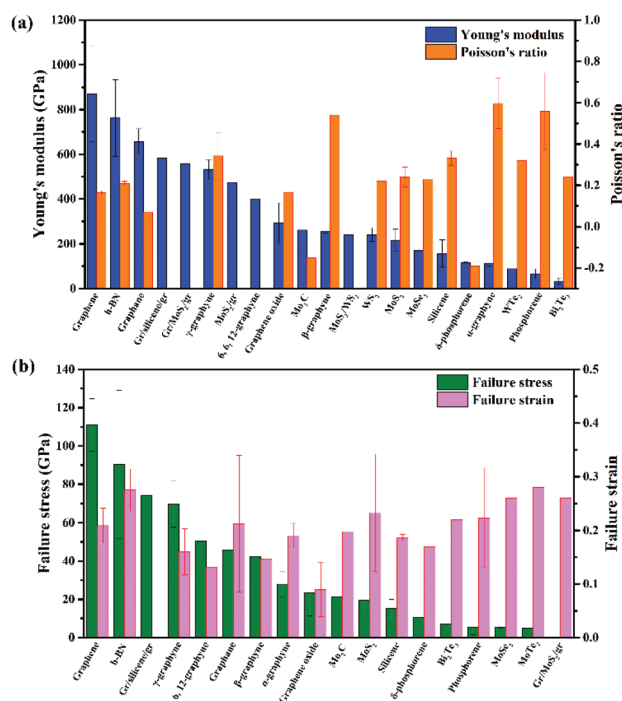 (a)
1200
1000
800
600
400
200
0
Young's modulus (GPa)
Young's modulus
Poisson's ratio
1.0
0.8
0.6
0.4
0.2
0.0
-0.2
Poisson's ratio
Graphene
h-BN
Graphane
Gr/silicene/gr
Gr/MoS2/gr
γ-graphyne
MoS2/gr
6, 6, 12-graphyne
Graphene oxide
Mo2C
β-graphyne
MoS2/WS2
WS2
MoS2
MoSe2
Silicene
δ-phosphorene
α-graphyne
WTe2
Phosphorene
Bi2Te3
(b)
140
120
100
80
60
40
20
0
Failure stress (GPa)
Failure stress
Failure strain
0.5
0.4
0.3
0.2
0.1
0.0
Failure strain
Graphene
h-BN
Gr/silicene/gr
γ-graphyne
6, 12-graphyne
Graphane
β-graphyne
α-graphyne
Graphene oxide
Mo2C
MoS2
Silicene
δ-phosphorene
Bi2Te3
Phosphorene
MoSe2
MoTe2
Gr/MoS2/gr